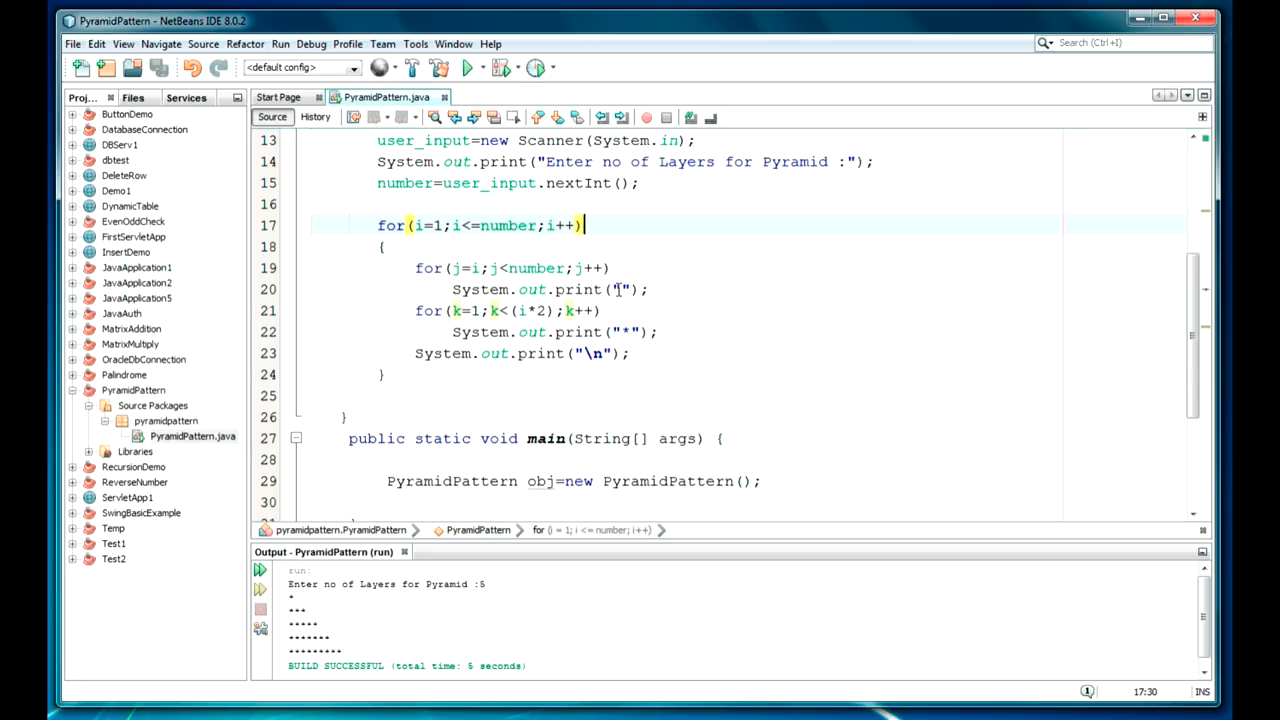 PyramidPattern - NetBeans IDE 8.0.2
File Edit View Navigate Source Refactor Run Debug Profile Team Tools Window Help
Search (Ctrl+I)
<default config>
Proj... Files Services
Start Page PyramidPattern.java
Source History
ButtonDemo
DatabaseConnection
DBServ1
dbtest
DeleteRow
Demo1
DynamicTable
EvenOddCheck
FirstServletApp
InsertDemo
JavaApplication1
JavaApplication2
JavaApplication5
JavaAuth
MatrixAddition
MatrixMultiply
OracleDbConnection
Palindrome
PyramidPattern
Source Packages
pyramidpattern
PyramidPattern.java
Libraries
RecursionDemo
ReverseNumber
ServletApp1
SwingBasicExample
Temp
Test1
Test2
13 user_input=new Scanner(System.in);
14 System.out.print("Enter no of Layers for Pyramid :");
15 number=user_input.nextInt();
16
17 for(i=1;i<=number;i++)
18 {
19 for(j=i;j<number;j++)
20 System.out.print("");
21 for(k=1;k<(i*2);k++)
22 System.out.print("*");
23 System.out.print("\n");
24 }
25
26 }
27 public static void main(String[] args) {
28
29 PyramidPattern obj=new PyramidPattern();
30
pyramidpattern.PyramidPattern PyramidPattern for (i = 1; i <= number; i++)
Output - PyramidPattern (run)
run:
Enter no of Layers for Pyramid :5
*
***
*****
*******
*********
BUILD SUCCESSFUL (total time: 5 seconds)
1 17:30 INS